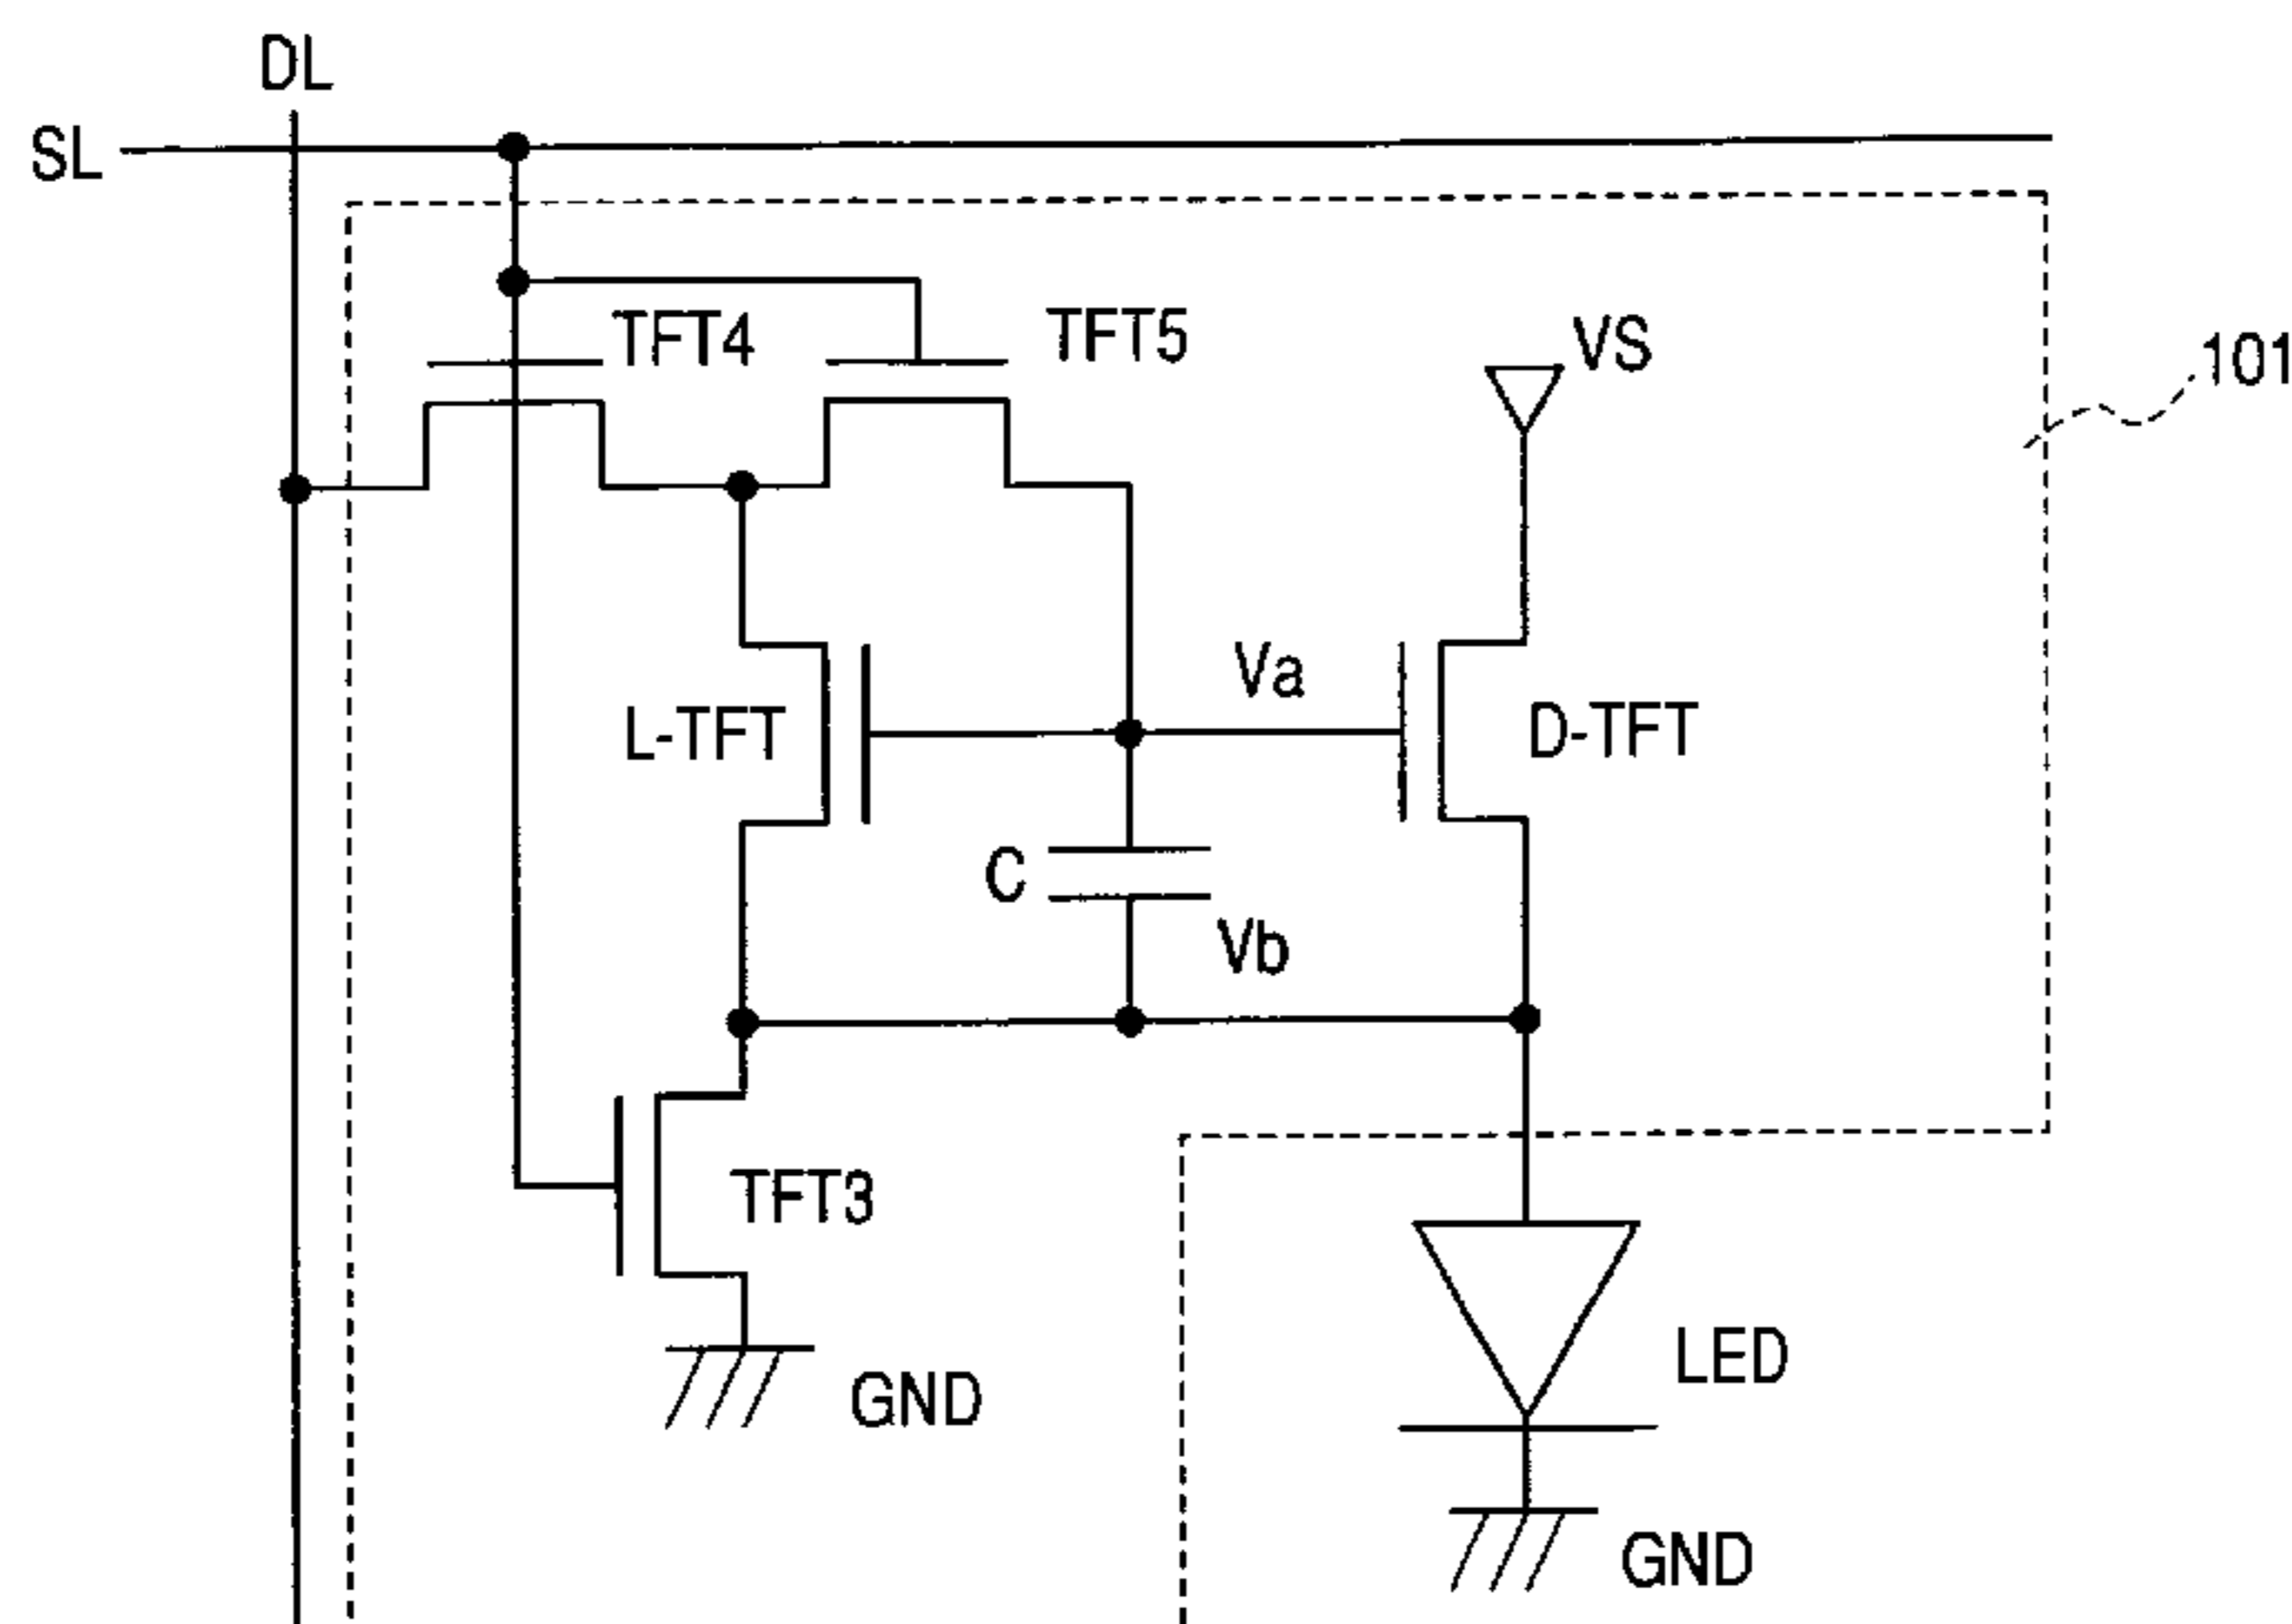 DL
SL
TFT4
TFT5
VS
101
Va
L-TFT
D-TFT
C
Vb
TFT3
LED
GND
GND